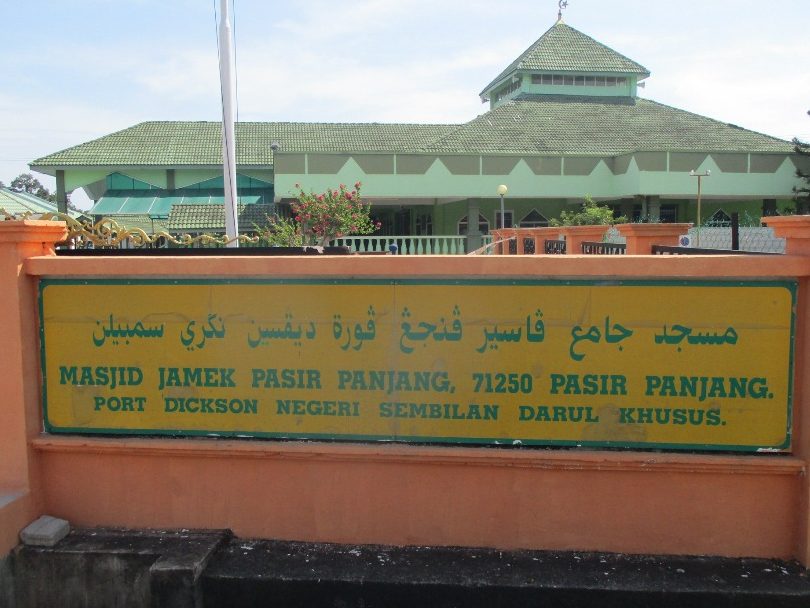 مسجد جامع ڤاسير ڤنجڠ ڤورة ديقسين نݢري سمبيلن
MASJID JAMEK PASIR PANJANG, 71250 PASIR PANJANG.
PORT DICKSON NEGERI SEMBILAN DARUL KHUSUS.